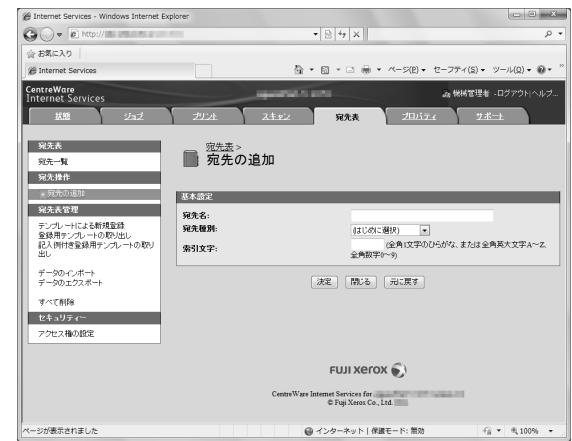 Internet Services - Windows Internet Explorer
http://
お気に入り
Internet Services
ページ(P) セーフティ(S) ツール(O)
CentreWare
Internet Services
機械管理者 -ログアウト|ヘルプ...
状態 ジョブ プリント スキャン 宛先表 プロパティ サポート
宛先表
宛先一覧
宛先操作
宛先の追加
宛先表管理
テンプレートによる新規登録
登録用テンプレートの取り出し
記入例付き登録用テンプレートの取り
出し
データのインポート
データのエクスポート
すべて削除
セキュリティー
アクセス権の設定
宛先表 >
宛先の追加
基本設定
宛先名:
宛先種別: (はじめに選択)
索引文字: (全角1文字のひらがな、または全角英大文字A~Z、
全角数字0~9)
決定 閉じる 元に戻す
FUJI XEROX
CentreWare Internet Services for
© Fuji Xerox Co., Ltd.
ページが表示されました インターネット | 保護モード: 無効 100%